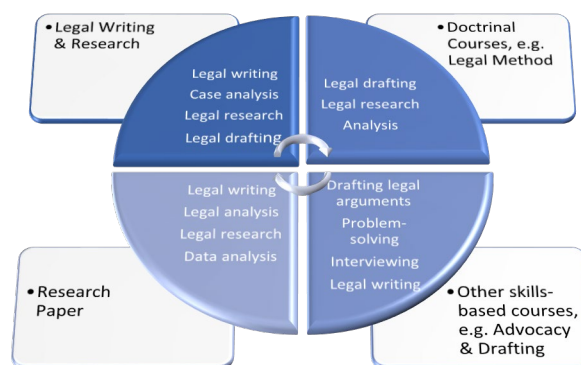 • Legal Writing
& Research
Legal writing
Case analysis
Legal research
Legal drafting
• Doctrinal
Courses, e.g.
Legal Method
Legal drafting
Legal research
Analysis
Legal writing
Legal analysis
Legal research
Data analysis
• Research
Paper
Drafting legal
arguments
Problem-
solving
Interviewing
Legal writing
• Other skills-
based courses,
e.g. Advocacy
& Drafting